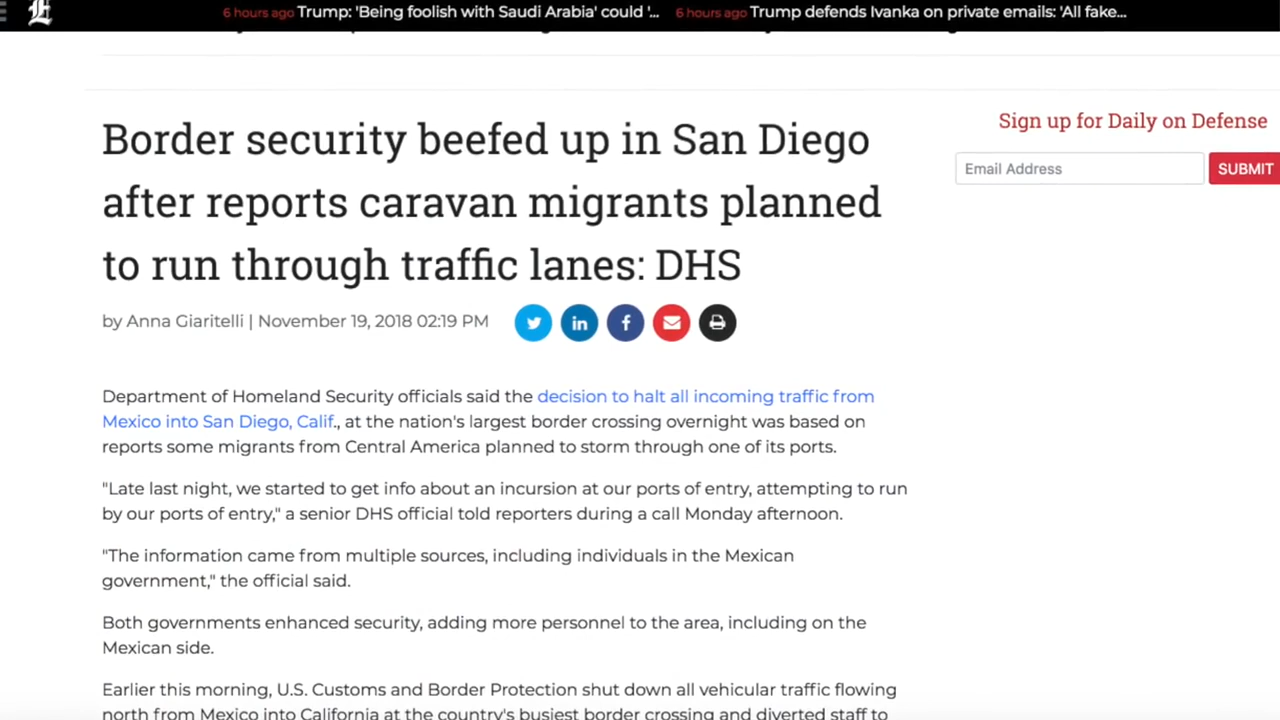 E
6 hours ago Trump: 'Being foolish with Saudi Arabia' could '... 6 hours ago Trump defends Ivanka on private emails: 'All fake...
Sign up for Daily on Defense
Email Address SUBMIT
Border security beefed up in San Diego
after reports caravan migrants planned
to run through traffic lanes: DHS
by Anna Giaritelli | November 19, 2018 02:19 PM
in f
Department of Homeland Security officials said the decision to halt all incoming traffic from
Mexico into San Diego, Calif., at the nation's largest border crossing overnight was based on
reports some migrants from Central America planned to storm through one of its ports.
"Late last night, we started to get info about an incursion at our ports of entry, attempting to run
by our ports of entry," a senior DHS official told reporters during a call Monday afternoon.
"The information came from multiple sources, including individuals in the Mexican
government," the official said.
Both governments enhanced security, adding more personnel to the area, including on the
Mexican side.
Earlier this morning, U.S. Customs and Border Protection shut down all vehicular traffic flowing
north from Mexico into California at the country's busiest border crossing and diverted staff to